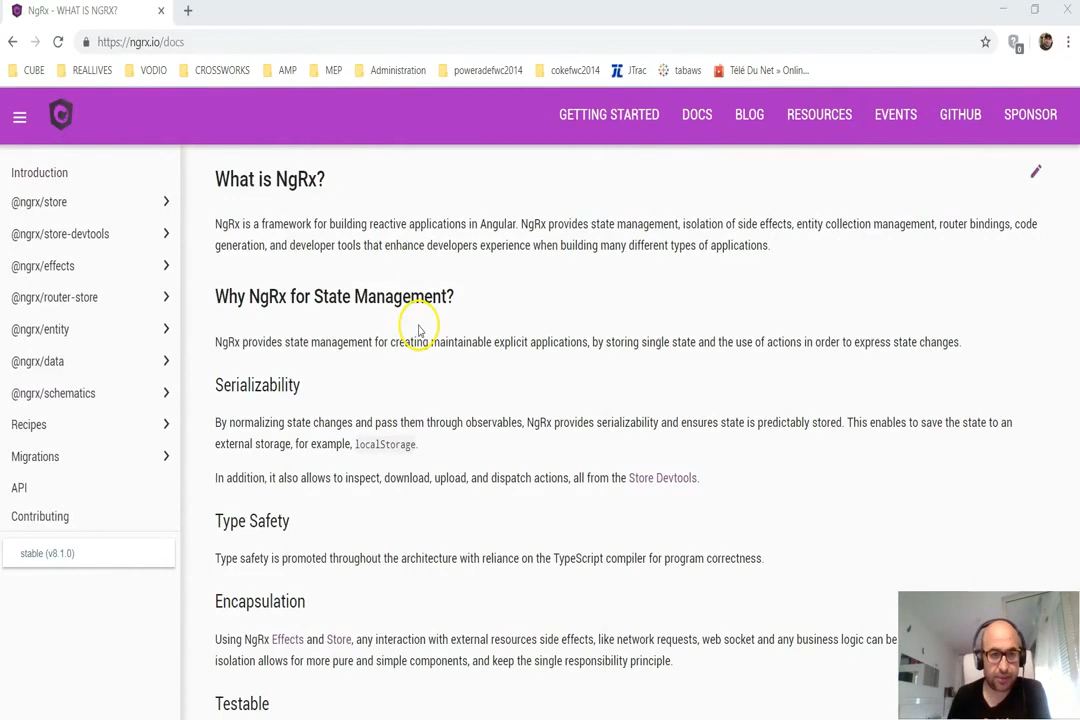 NgRx - WHAT IS NGRX?
https://ngrx.io/docs
CUBE REALLIVES VODIO CROSSWORKS AMP MEP Administration poweradefwc2014 cokefwc2014 JTrac tabaws Télé Du Net » Onlin...
GETTING STARTED DOCS BLOG RESOURCES EVENTS GITHUB SPONSOR
Introduction
@ngrx/store
@ngrx/store-devtools
@ngrx/effects
@ngrx/router-store
@ngrx/entity
@ngrx/data
@ngrx/schematics
Recipes
Migrations
API
Contributing
stable (v8.1.0)
What is NgRx?
NgRx is a framework for building reactive applications in Angular. NgRx provides state management, isolation of side effects, entity collection management, router bindings, code
generation, and developer tools that enhance developers experience when building many different types of applications.
Why NgRx for State Management?
NgRx provides state management for creating maintainable explicit applications, by storing single state and the use of actions in order to express state changes.
Serializability
By normalizing state changes and pass them through observables, NgRx provides serializability and ensures state is predictably stored. This enables to save the state to an
external storage, for example, localStorage.
In addition, it also allows to inspect, download, upload, and dispatch actions, all from the Store Devtools.
Type Safety
Type safety is promoted throughout the architecture with reliance on the TypeScript compiler for program correctness.
Encapsulation
Using NgRx Effects and Store, any interaction with external resources side effects, like network requests, web socket and any business logic can be
isolation allows for more pure and simple components, and keep the single responsibility principle.
Testable